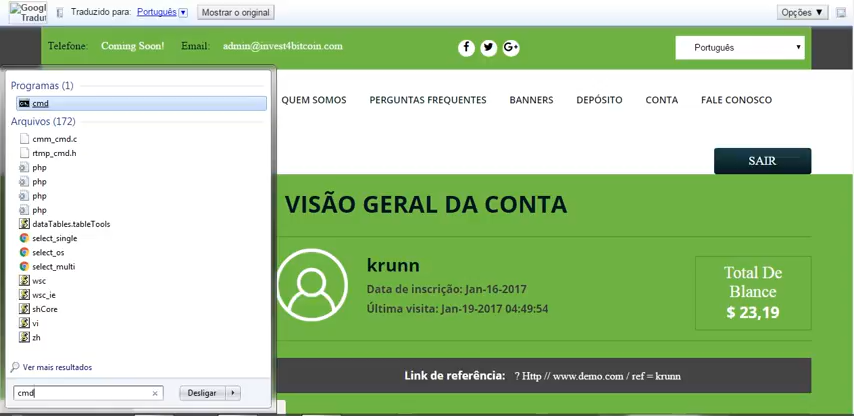 Google
Tradut
Traduzido para: Português
Mostrar o original
Opções ▼
Telefone: Coming Soon! Email: admin@invest4bitcoin.com
Português
Programas (1)
cmd
Arquivos (172)
cmm_cmd.c
rtmp_cmd.h
php
php
php
php
dataTables.tableTools
select_single
select_os
select_multi
wsc
wsc_ie
shCore
vi
zh
Ver mais resultados
cmd
Desligar
QUEM SOMOS PERGUNTAS FREQUENTES BANNERS DEPÓSITO CONTA FALE CONOSCO
SAIR
VISÃO GERAL DA CONTA
krunn
Data de inscrição: Jan-16-2017
Última visita: Jan-19-2017 04:49:54
Total De
Blance
$ 23,19
Link de referência: ? Http // www.demo.com / ref = krunn